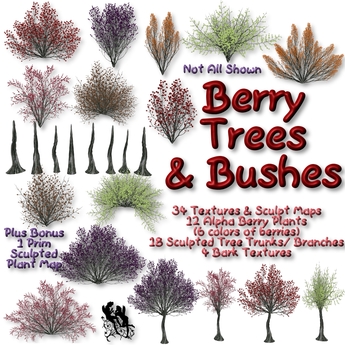 Not All Shown
Berry
Trees
& Bushes
34 Textures & Sculpt Maps
12 Alpha Berry Plants
(6 colors of berries)
18 Sculpted Tree Trunks/ Branches
4 Bark Textures
Plus Bonus
1 Prim
Sculpted
Plant Map